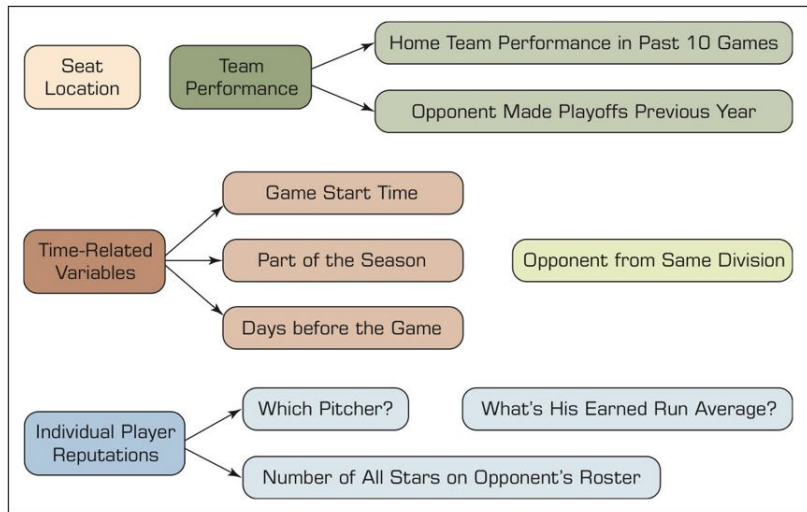 Seat
Location
Team
Performance
Home Team Performance in Past 10 Games
Opponent Made Playoffs Previous Year
Time-Related
Variables
Game Start Time
Part of the Season
Days before the Game
Opponent from Same Division
Individual Player
Reputations
Which Pitcher?
What's His Earned Run Average?
Number of All Stars on Opponent's Roster